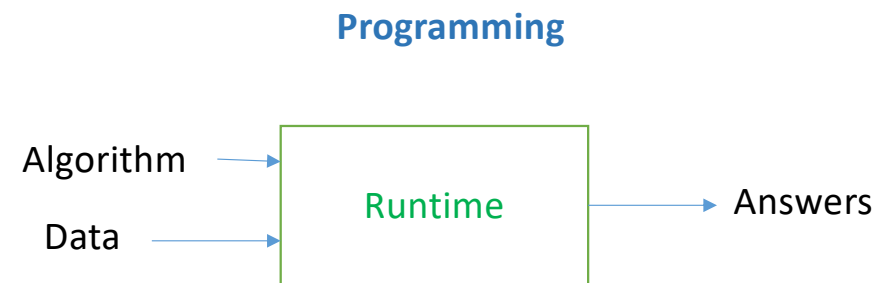 Programming
Algorithm
Runtime
Answers
Data